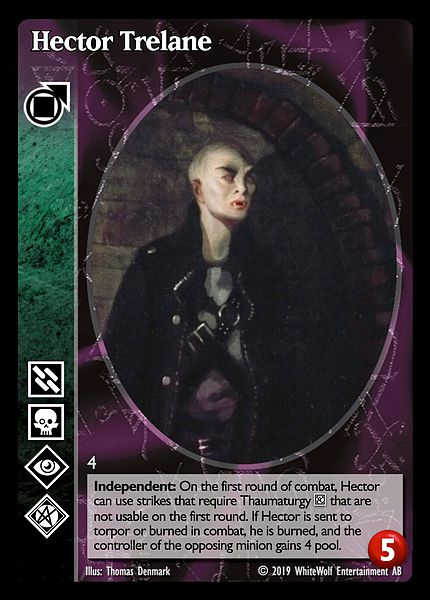 Hector Trelane
4
Independent: On the first round of combat, Hector
can use strikes that require Thaumaturgy that are
not usable on the first round. If Hector is sent to
torpor or burned in combat, he is burned, and the
controller of the opposing minion gains 4 pool.
5
Illus: Thomas Denmark © 2019 WhiteWolf Entertainment AB